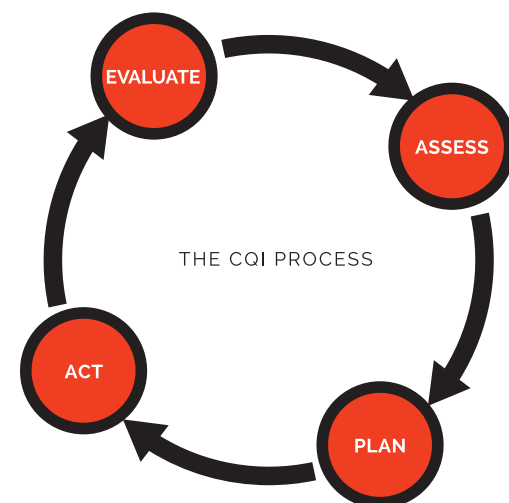 EVALUATE
ASSESS
THE CQI PROCESS
ACT
PLAN